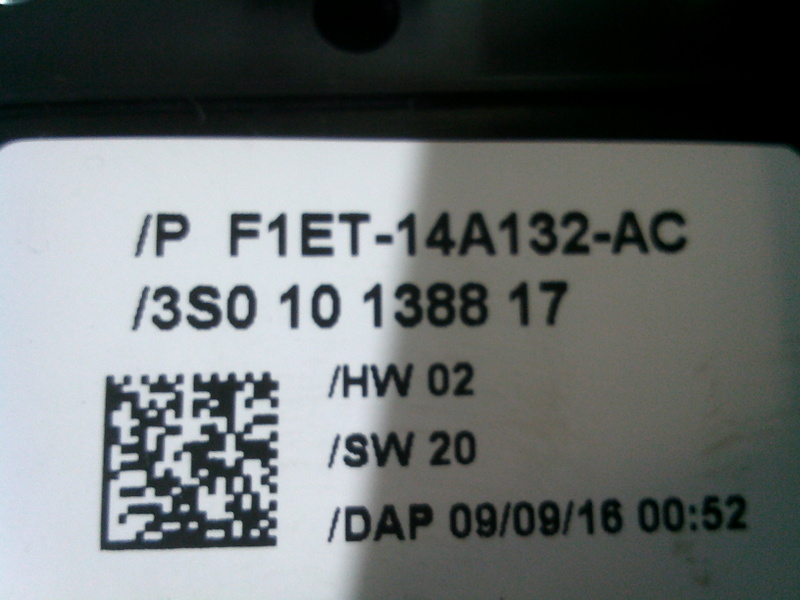 /P F1ET-14A132-AC
/3S0 10 1388 17
/HW 02
/SW 20
/DAP 09/09/16 00:52